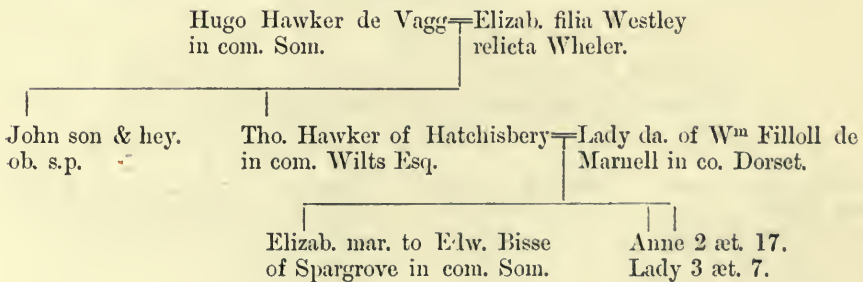 Hugo Hawker de Vagg Elizab. filia Westley
in com. Som. relicta Wheler.
John son & hey. Tho. Hawker of Hatchisbery Lady da. of Wm Filloll de
ob. s.p. in com. Wilts Esq. Marnell in co. Dorset.
Elizab. mar. to Edw. Bisse Anne 2 æt. 17.
of Spargrove in com. Som. Lady 3 æt. 7.